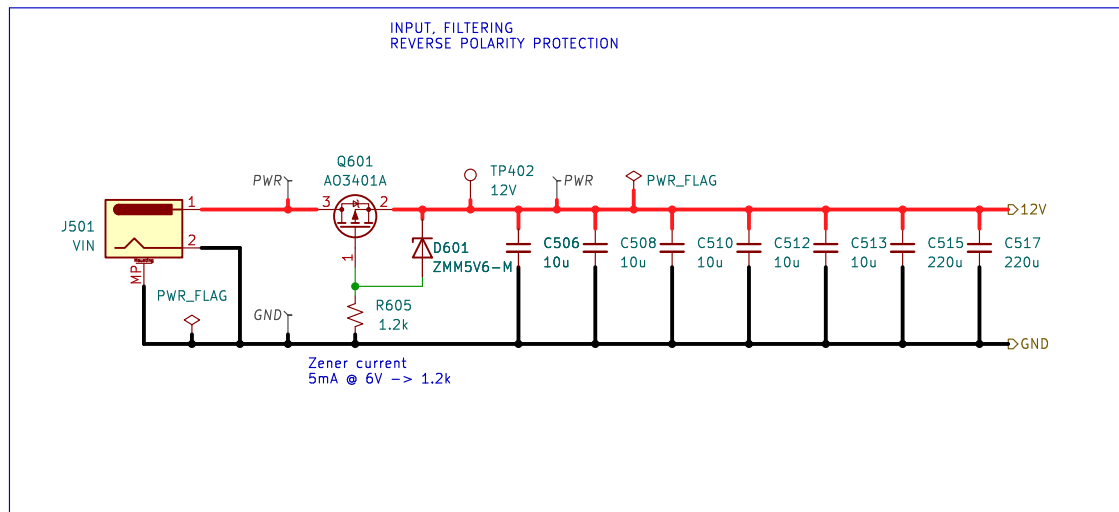 INPUT, FILTERING
REVERSE POLARITY PROTECTION
Q601
AO3401A
PWR
3
2
TP402
12V
PWR
PWR_FLAG
12V
J501
VIN
1
2
MP
1
D601
ZMM5V6-M
C506
10u
C508
10u
C510
10u
C512
10u
C513
10u
C515
220u
C517
220u
PWR_FLAG
GND
R605
1.2k
GND
Zener current
5mA @ 6V -> 1.2k